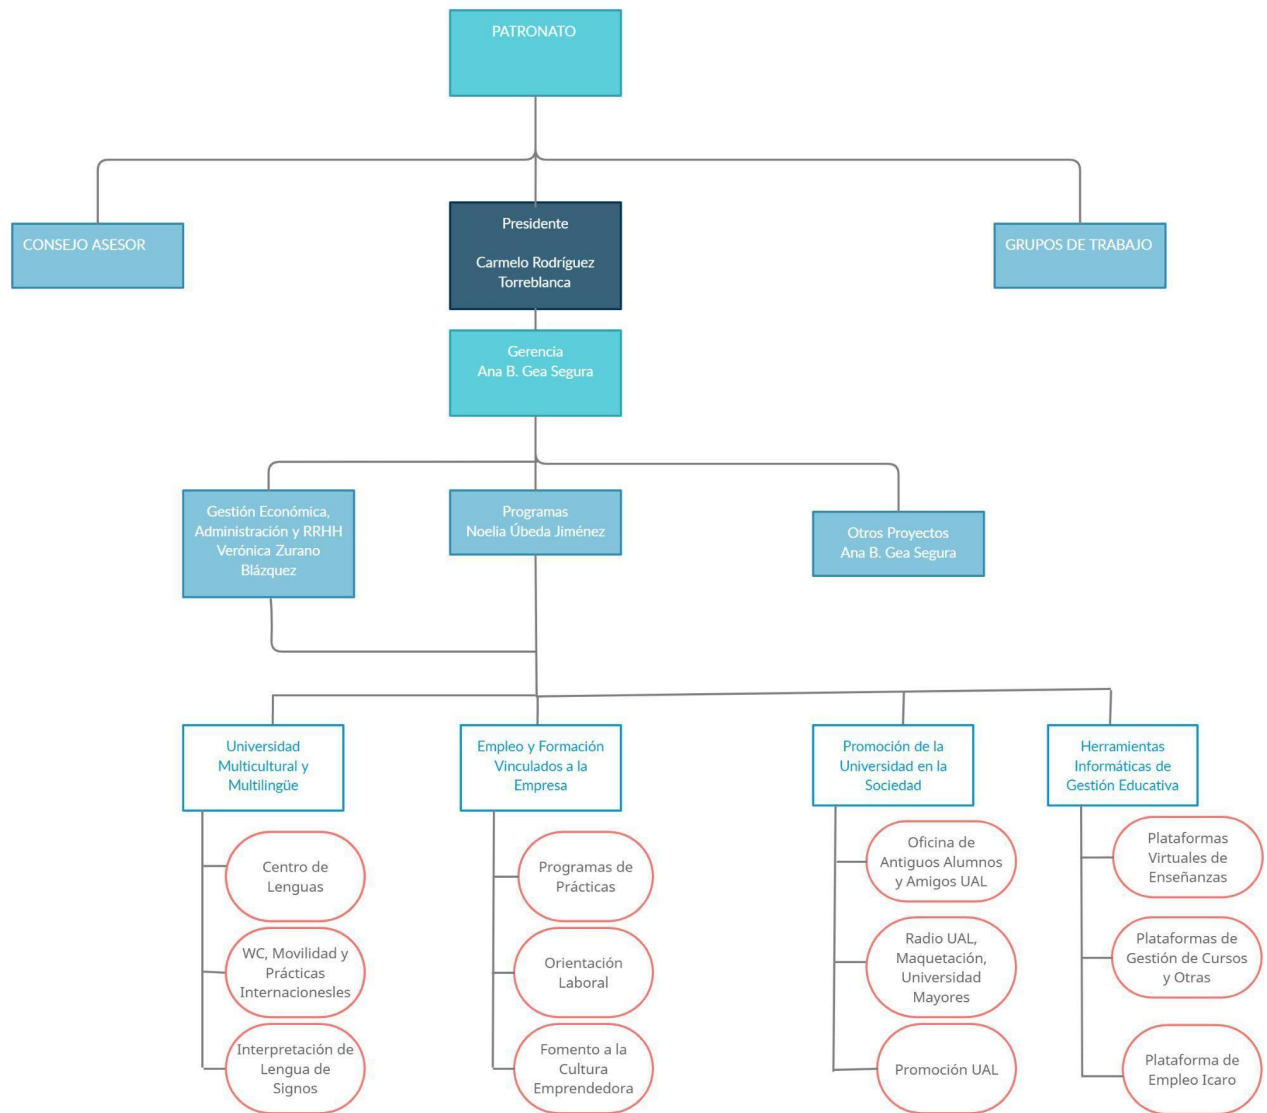 PATRONATO
CONSEJO ASESOR
Presidente
Carmelo Rodríguez
Torreblanca
GRUPOS DE TRABAJO
Gerencia
Ana B. Gea Segura
Gestión Económica,
Administración y RRHH
Verónica Zurano
Blázquez
Programas
Noelia Úbeda Jiménez
Otros Proyectos
Ana B. Gea Segura
Universidad
Multicultural y
Multilingüe
Empleo y Formación
Vinculados a la
Empresa
Promoción de la
Universidad en la
Sociedad
Herramientas
Informáticas de
Gestión Educativa
Centro de
Lenguas
WC, Movilidad y
Prácticas
Internacionesles
Interpretación de
Lengua de
Signos
Programas de
Prácticas
Orientación
Laboral
Fomento a la
Cultura
Emprendedora
Oficina de
Antiguos Alumnos
y Amigos UAL
Radio UAL,
Maquetación,
Universidad
Mayores
Promoción UAL
Plataformas
Virtuales de
Enseñanzas
Plataformas de
Gestión de Cursos
y Otras
Plataforma de
Empleo Icaro